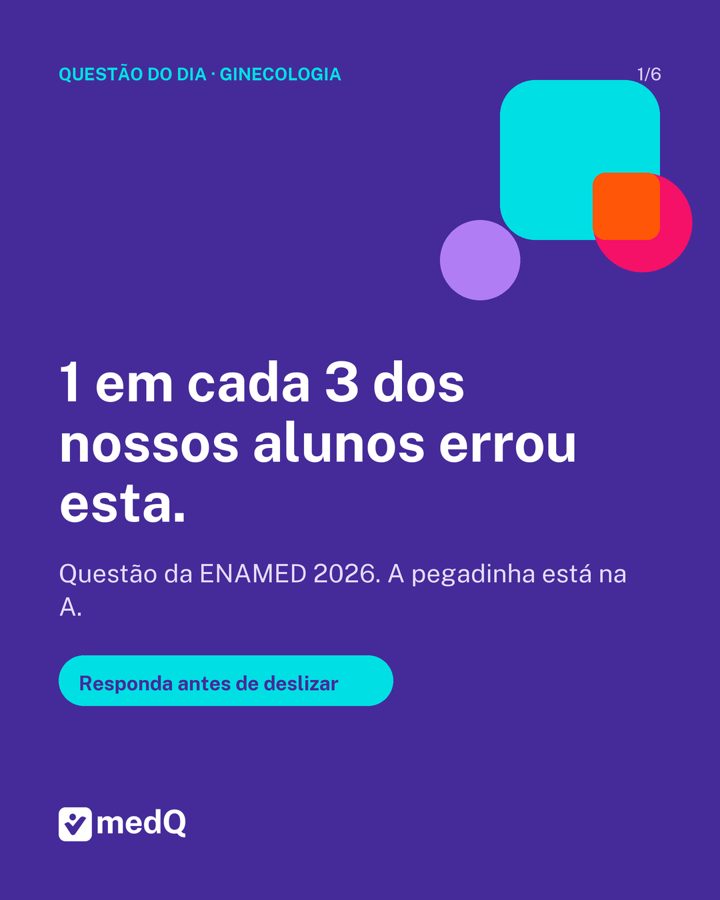 QUESTÃO DO DIA · GINECOLOGIA
1/6
1 em cada 3 dos
nossos alunos errou
esta.
Questão da ENAMED 2026. A pegadinha está na
A.
Responda antes de deslizar
medQ